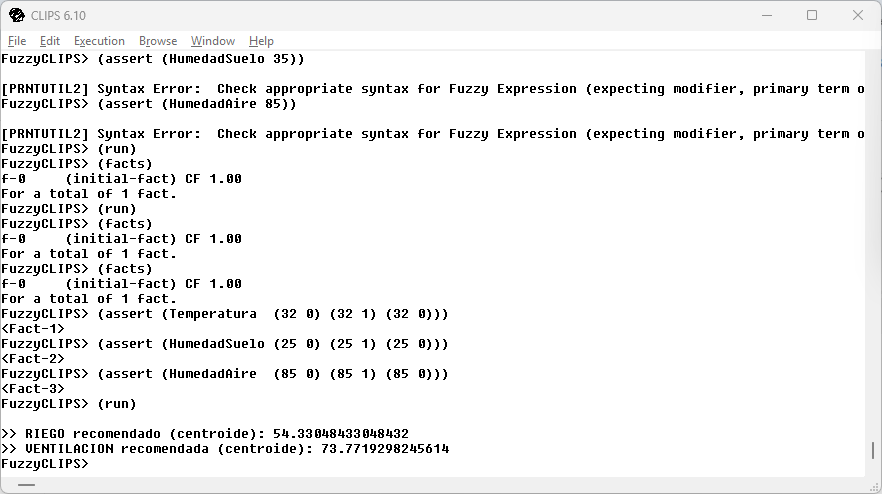 CLIPS 6.10
File Edit Execution Browse Window Help
FuzzyCLIPS> (assert (HumedadSuelo 35))
[PRNTUTIL2] Syntax Error:  Check appropriate syntax for Fuzzy Expression (expecting modifier, primary term o
FuzzyCLIPS> (assert (HumedadAire 85))
[PRNTUTIL2] Syntax Error:  Check appropriate syntax for Fuzzy Expression (expecting modifier, primary term o
FuzzyCLIPS> (run)
FuzzyCLIPS> (facts)
f-0     (initial-fact) CF 1.00
For a total of 1 fact.
FuzzyCLIPS> (run)
FuzzyCLIPS> (facts)
f-0     (initial-fact) CF 1.00
For a total of 1 fact.
FuzzyCLIPS> (facts)
f-0     (initial-fact) CF 1.00
For a total of 1 fact.
FuzzyCLIPS> (assert (Temperatura  (32 0) (32 1) (32 0)))
<Fact-1>
FuzzyCLIPS> (assert (HumedadSuelo (25 0) (25 1) (25 0)))
<Fact-2>
FuzzyCLIPS> (assert (HumedadAire  (85 0) (85 1) (85 0)))
<Fact-3>
FuzzyCLIPS> (run)
>> RIEGO recomendado (centroide): 54.33048433048432
>> VENTILACION recomendada (centroide): 73.7719298245614
FuzzyCLIPS>